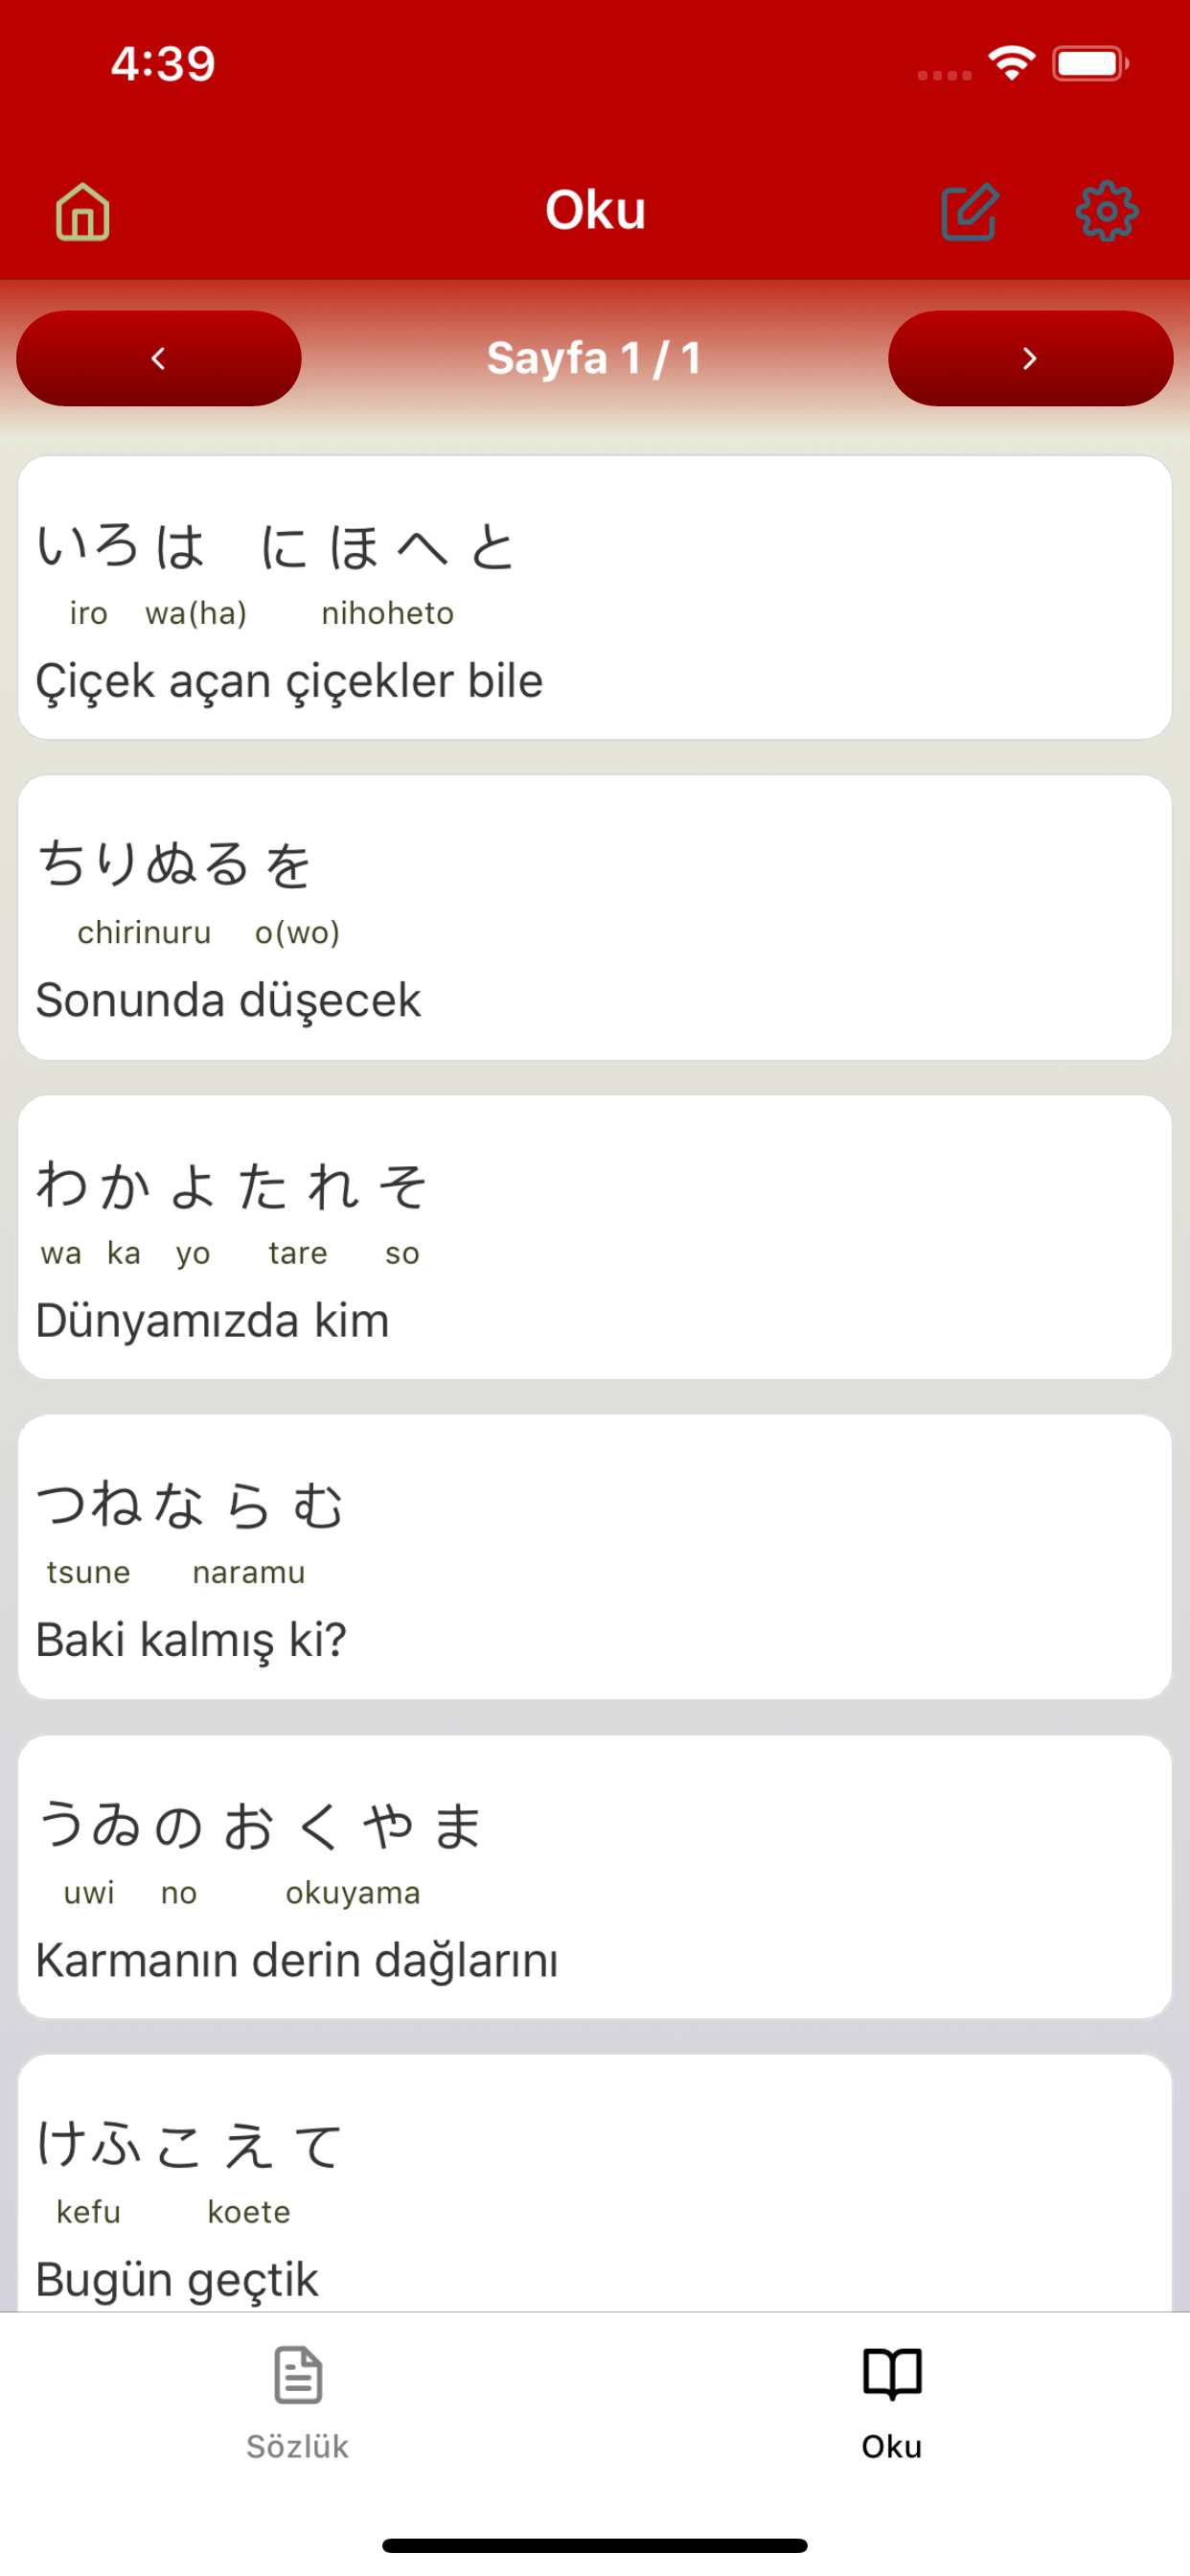 4:39
Oku
Sayfa 1 / 1
いろは にほへと
iro wa(ha) nihoheto
Çiçek açan çiçekler bile
ちりぬるを
chirinuru o(wo)
Sonunda düşecek
わかよたれそ
wa ka yo tare so
Dünyamızda kim
つねならむ
tsune naramu
Baki kalmış ki?
うゐのおくやま
uwi no okuyama
Karmanın derin dağlarını
けふこえて
kefu koete
Bugün geçtik
Sözlük
Oku